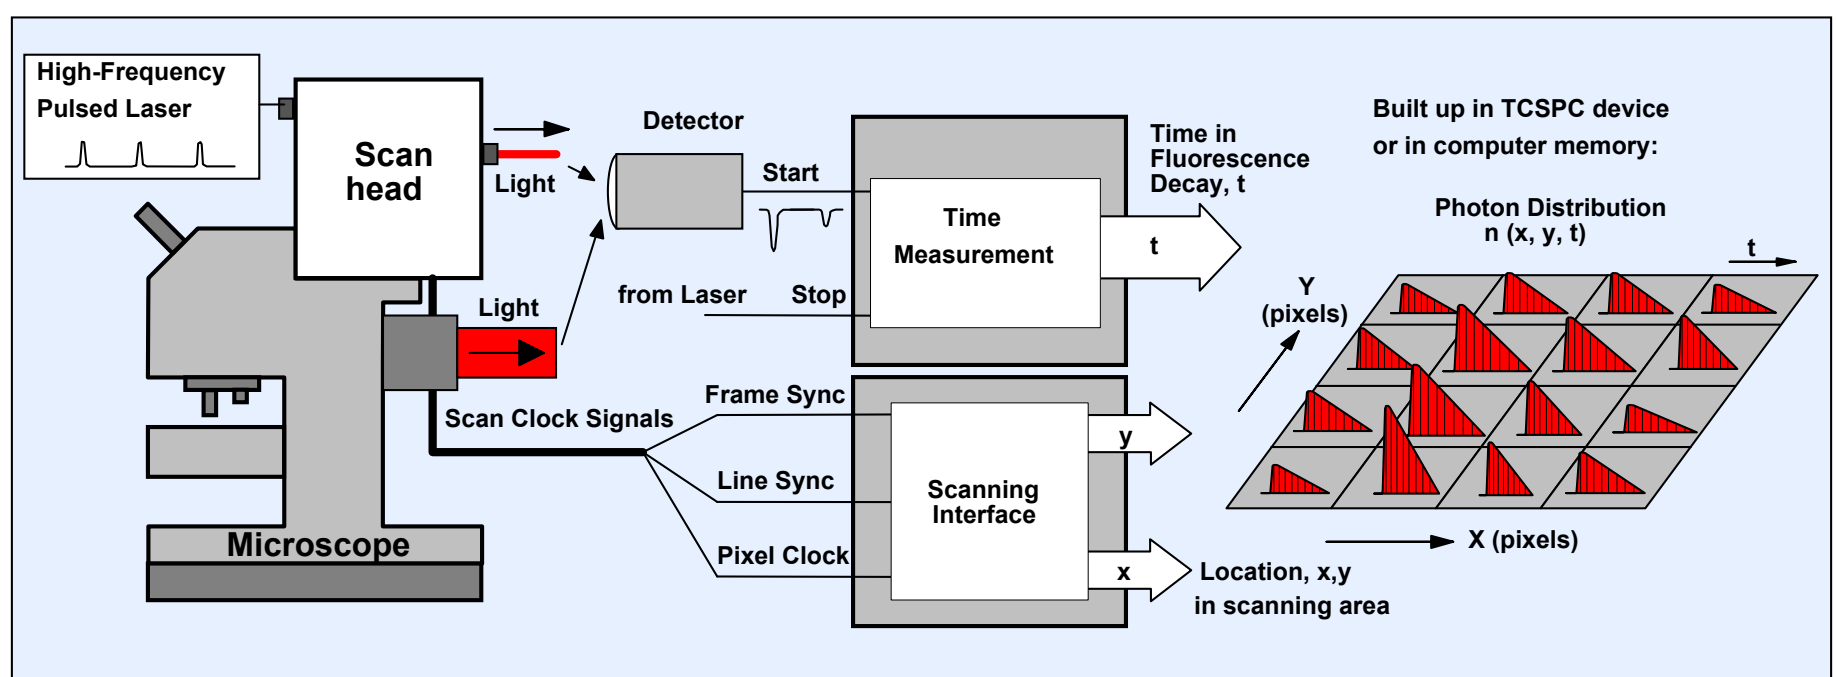 High-Frequency
Pulsed Laser
Scan
head
Light
Detector
Start
Time
Measurement
from Laser
Stop
Time in
Fluorescence
Decay, t
t
Built up in TCSPC device
or in computer memory:
Photon Distribution
n (x, y, t)
t
Y
(pixels)
Light
Scan Clock Signals
Frame Sync
Line Sync
Pixel Clock
Scanning
Interface
y
x
Location, x,y
in scanning area
X (pixels)
Microscope